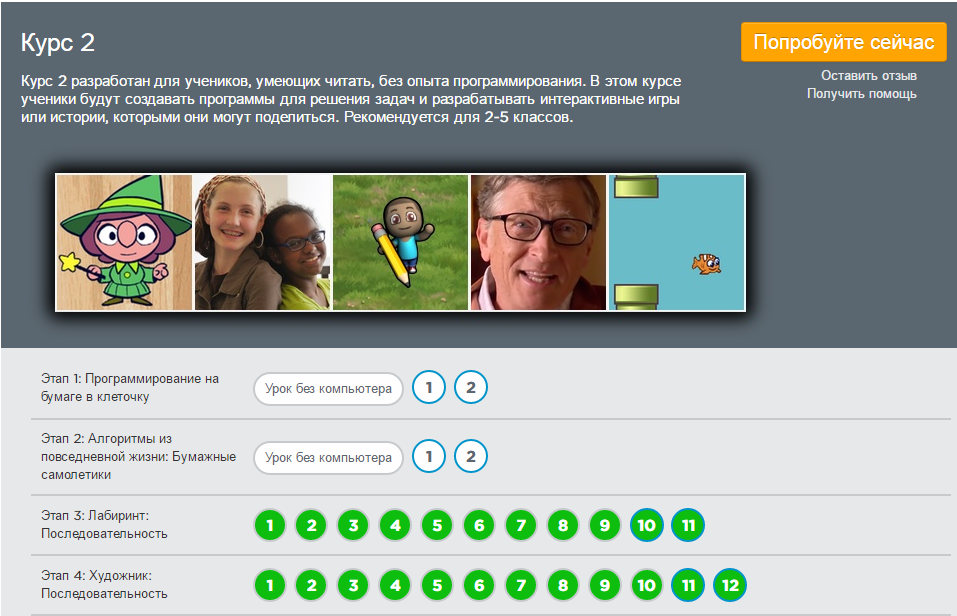 Курс 2
Попробуйте сейчас
Оставить отзыв
Получить помощь
Курс 2 разработан для учеников, умеющих читать, без опыта программирования. В этом курсе
ученики будут создавать программы для решения задач и разрабатывать интерактивные игры
или истории, которыми они могут поделиться. Рекомендуется для 2-5 классов.
Этап 1: Программирование на
бумаге в клеточку
Урок без компьютера 1 2
Этап 2: Алгоритмы из
повседневной жизни: Бумажные
самолетики
Урок без компьютера 1 2
Этап 3: Лабиринт:
Последовательность
1 2 3 4 5 6 7 8 9 10 11
Этап 4: Художник:
Последовательность
1 2 3 4 5 6 7 8 9 10 11 12